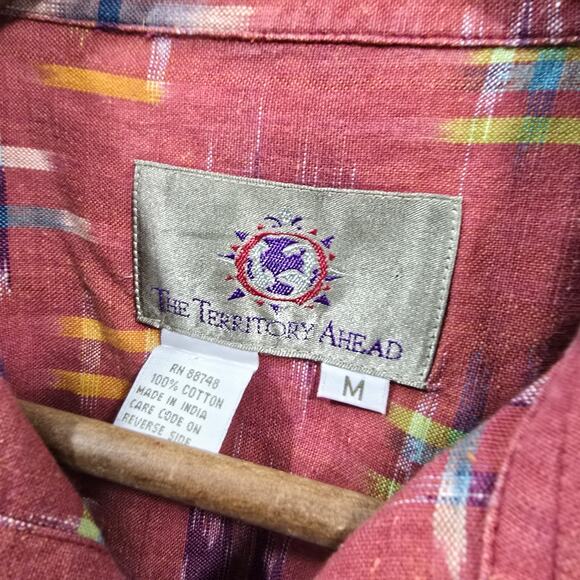 THE TERRITORY AHEAD
M
RN 88748
100% COTTON
MADE IN INDIA
CARE CODE ON
REVERSE SIDE